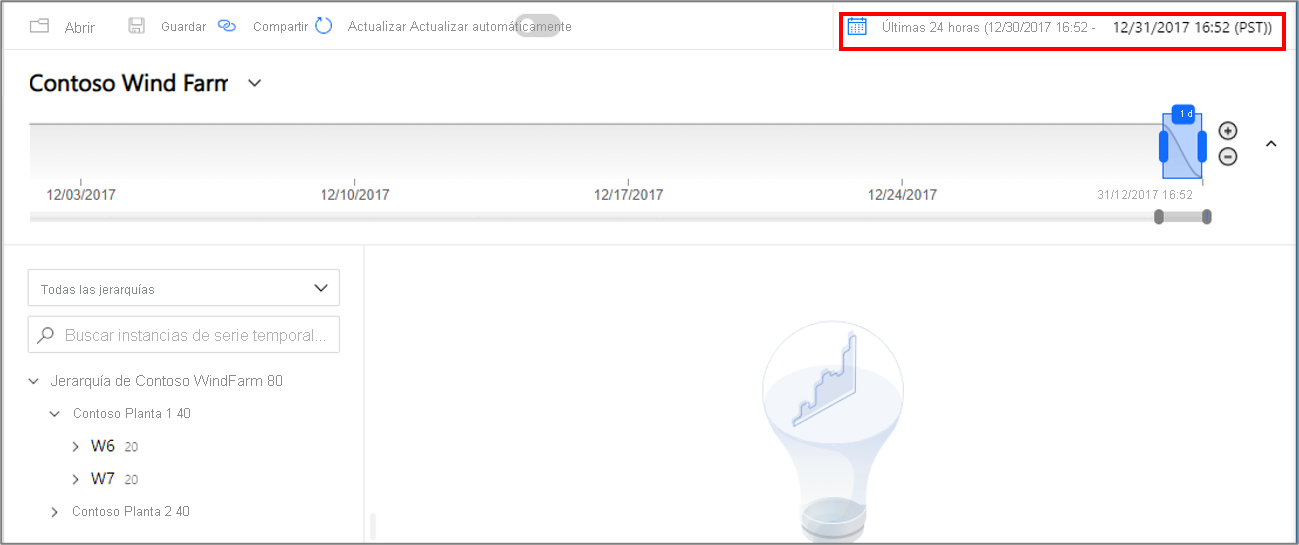 Abrir Guardar Compartir Actualizar Actualizar automáticamente Últimas 24 horas (12/30/2017 16:52 - 12/31/2017 16:52 (PST))
Contoso Wind Farm
1 d
12/03/2017 12/10/2017 12/17/2017 12/24/2017 31/12/2017 16:52
Todas las jerarquías
Buscar instancias de serie temporal...
Jerarquía de Contoso WindFarm 80
Contoso Planta 1 40
W6 20
W7 20
Contoso Planta 2 40